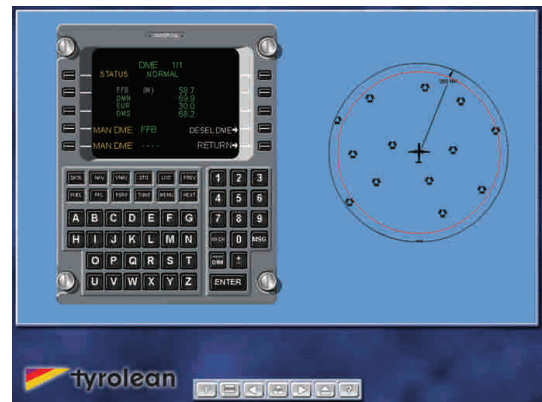 DME 1/1
STATUS NORMAL
FFB (M) 58.7
DMN 69.9
EUR 30.0
DMS 68.2
MAN DME FFB DESEL DME
MAN DME ---- RETURN
DATA NAV VNAV DTO LIST PREV
FUEL FPL PERF TUNE MENU NEXT
1 2 3
4 5 6
A B C D E F G 7 8 9
H I J K L M N BACK 0 MSG
O P Q R S T ±
U V W X Y Z ENTER
tyrolean
?